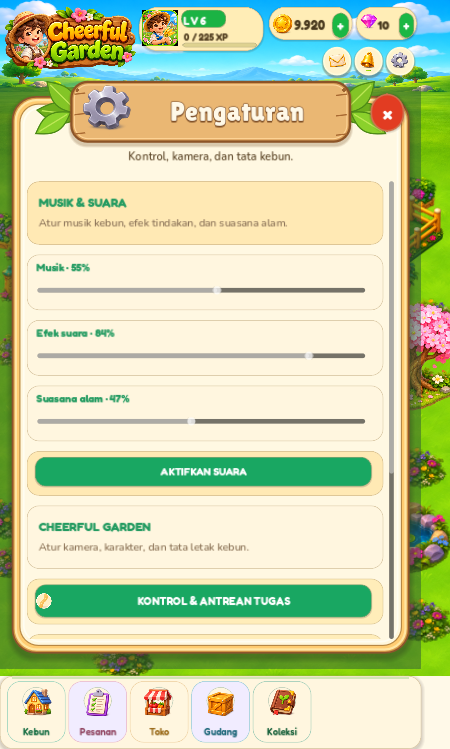 Cheerful
Garden
LV 6
0 / 225 XP
9.920
+
10
+
Pengaturan
Kontrol, kamera, dan tata kebun.
MUSIK & SUARA
Atur musik kebun, efek tindakan, dan suasana alam.
Musik · 55%
Efek suara · 84%
Suasana alam · 47%
AKTIFKAN SUARA
CHEERFUL GARDEN
Atur kamera, karakter, dan tata letak kebun.
KONTROL & ANTREAN TUGAS
Kebun
Pesanan
Toko
Gudang
Koleksi